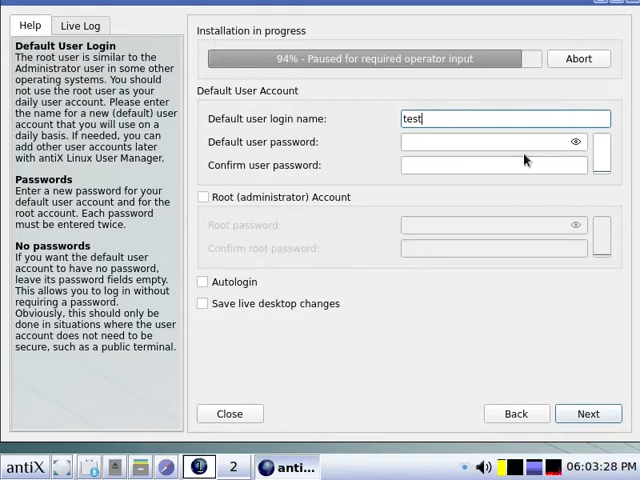 Help
Live Log
Default User Login
The root user is similar to the
Administrator user in some other
operating systems. You should
not use the root user as your
daily user account. Please enter
the name for a new (default) user
account that you will use on a
daily basis. If needed, you can
add other user accounts later
with antiX Linux User Manager.
Passwords
Enter a new password for your
default user account and for the
root account. Each password
must be entered twice.
No passwords
If you want the default user
account to have no password,
leave its password fields empty.
This allows you to log in without
requiring a password.
Obviously, this should only be
done in situations where the user
account does not need to be
secure, such as a public terminal.
Installation in progress
94% - Paused for required operator input
Abort
Default User Account
Default user login name:
test
Default user password:
Confirm user password:
Root (administrator) Account
Root password:
Confirm root password:
Autologin
Save live desktop changes
Close
Back
Next
antiX
1
2
anti...
06:03:28 PM